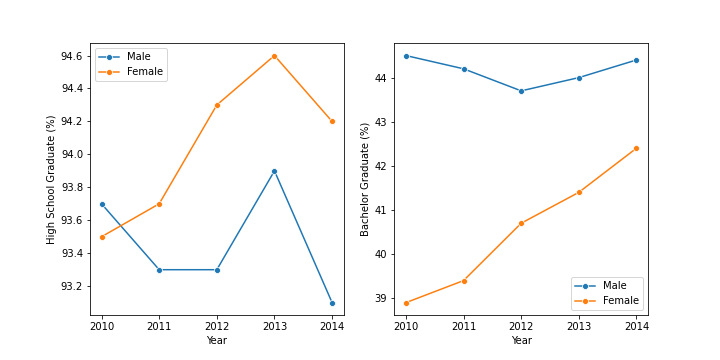 High School Graduate (%)
94.6
94.4
94.2
94.0
93.8
93.6
93.4
93.2
Male
Female
2010 2011 2012 2013 2014
Year
Bachelor Graduate (%)
44
43
42
41
40
39
Male
Female
2010 2011 2012 2013 2014
Year